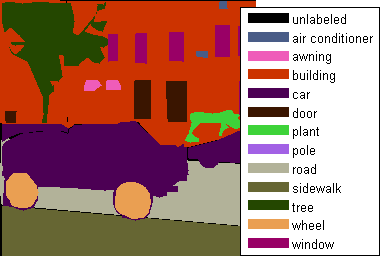 unlabeled
air conditioner
awning
building
car
door
plant
pole
road
sidewalk
tree
wheel
window